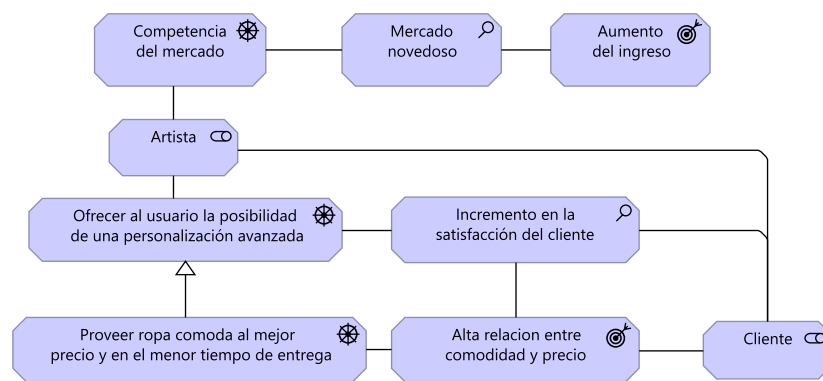 Competencia
del mercado
Mercado
novedoso
Aumento
del ingreso
Artista
Ofrecer al usuario la posibilidad
de una personalización avanzada
Incremento en la
satisfacción del cliente
Proveer ropa comoda al mejor
precio y en el menor tiempo de entrega
Alta relacion entre
comodidad y precio
Cliente